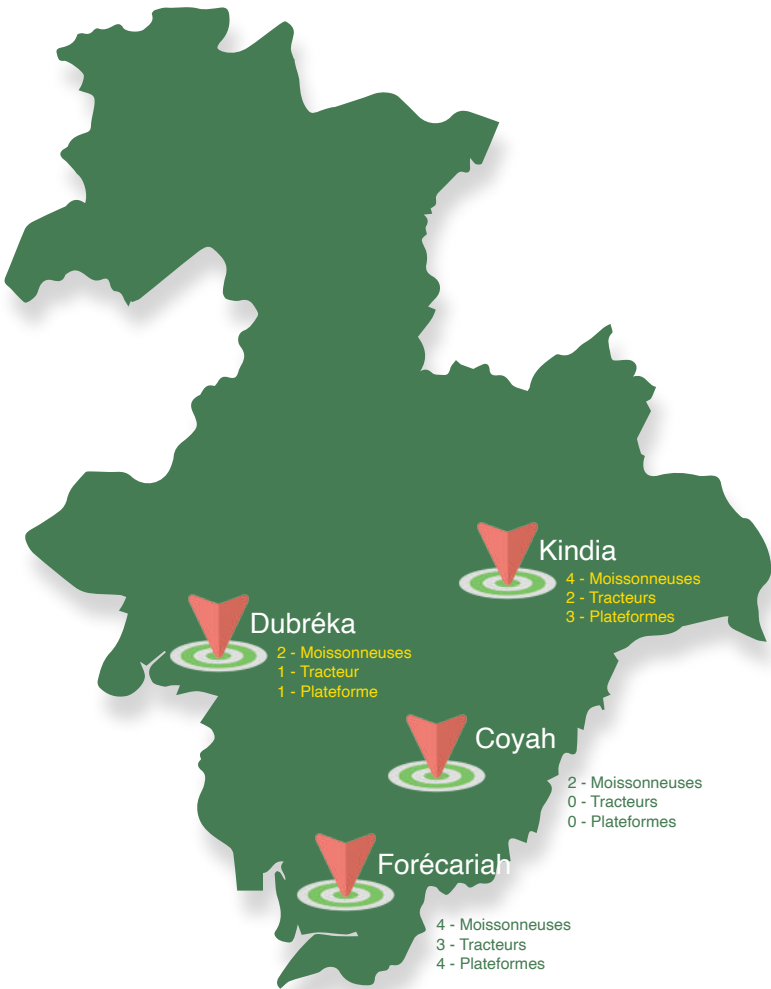 Kindia
4 - Moissonneuses
2 - Tracteurs
3 - Plateformes
Dubréka
2 - Moissonneuses
1 - Tracteur
1 - Plateforme
Coyah
2 - Moissonneuses
0 - Tracteurs
0 - Plateformes
Forécariah
4 - Moissonneuses
3 - Tracteurs
4 - Plateformes